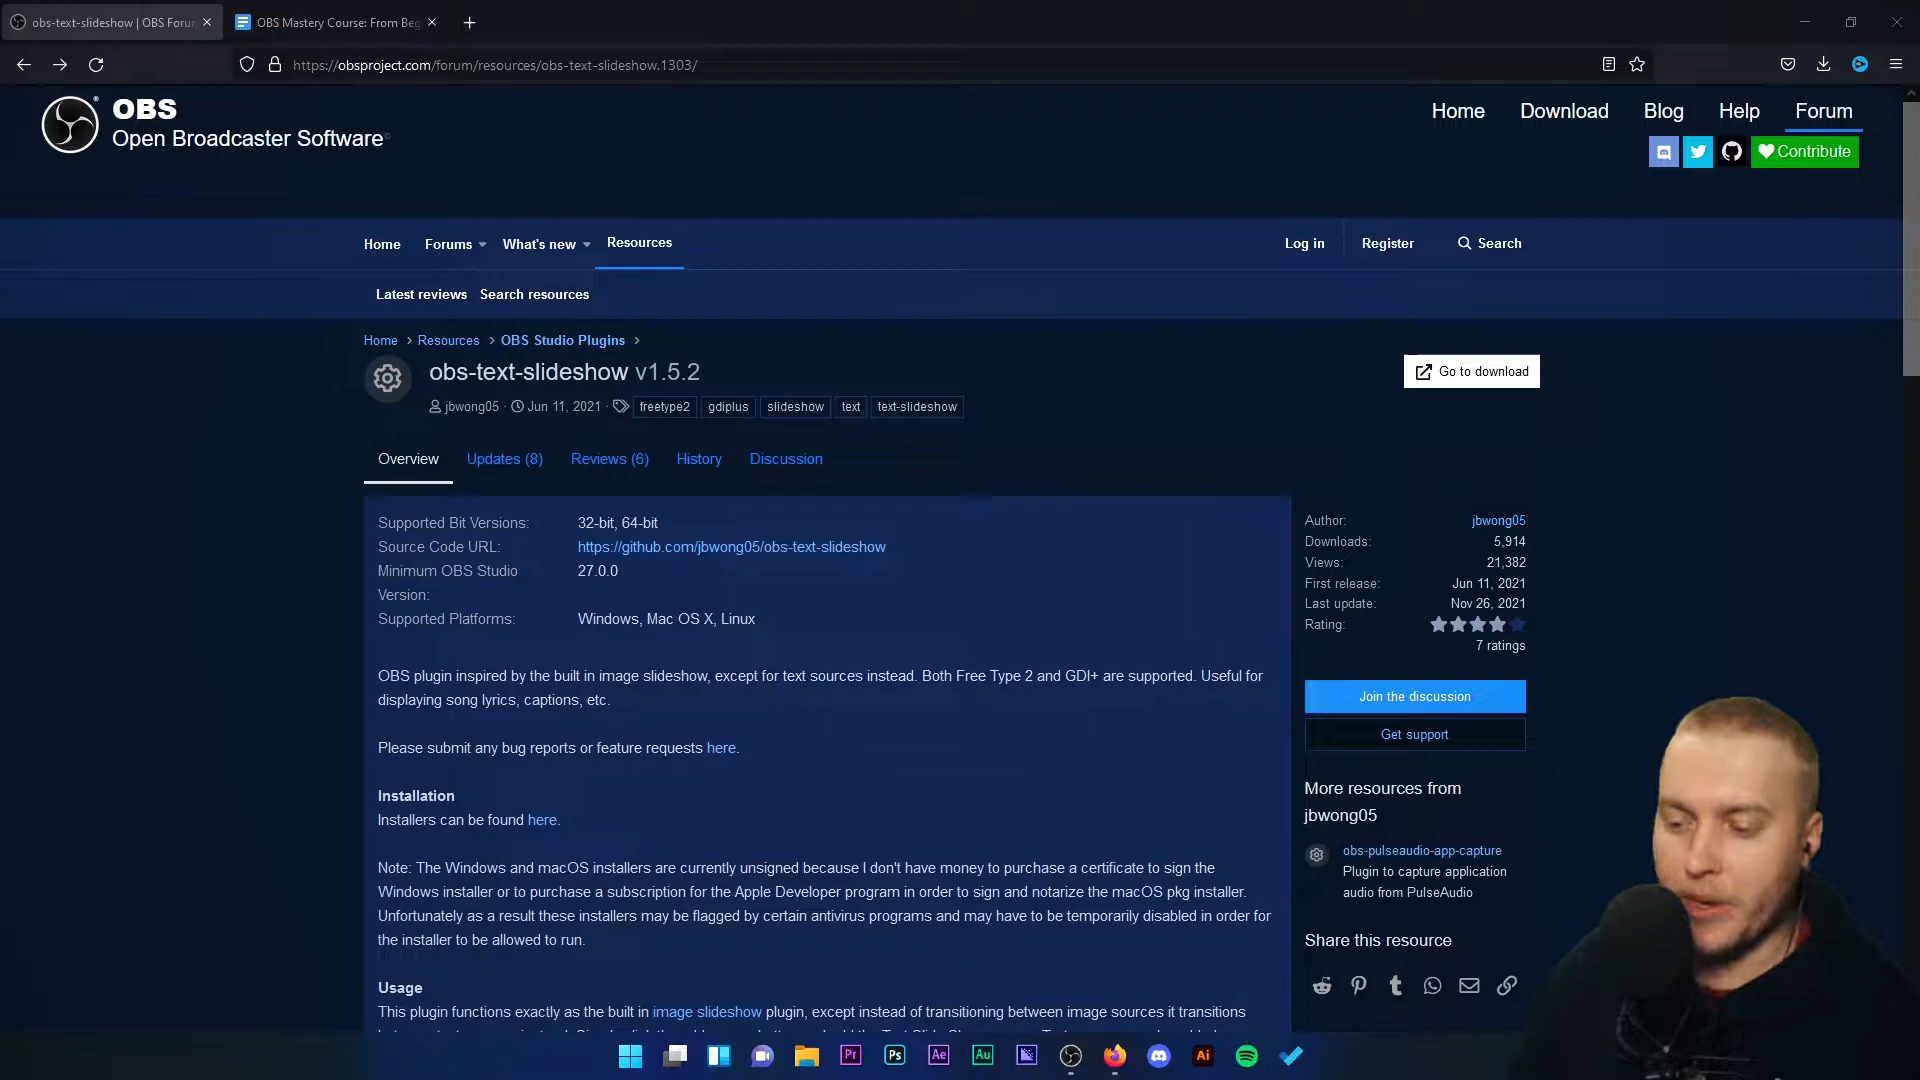 obs-text-slideshow | OBS Foru
OBS Mastery Course: From Beg
https://obsproject.com/forum/resources/obs-text-slideshow.1303/
OBS
Open Broadcaster Software
Home Download Blog Help Forum
Contribute
Home Forums What's new Resources
Log in Register Search
Latest reviews Search resources
Home > Resources > OBS Studio Plugins >
obs-text-slideshow v1.5.2
Go to download
jbwong05 · Jun 11, 2021 · freetype2 gdiplus slideshow text text-slideshow
Overview Updates (8) Reviews (6) History Discussion
Supported Bit Versions: 32-bit, 64-bit
Source Code URL: https://github.com/jbwong05/obs-text-slideshow
Minimum OBS Studio 27.0.0
Version:
Supported Platforms: Windows, Mac OS X, Linux
OBS plugin inspired by the built in image slideshow, except for text sources instead. Both Free Type 2 and GDI+ are supported. Useful for
displaying song lyrics, captions, etc.
Please submit any bug reports or feature requests here.
Installation
Installers can be found here.
Note: The Windows and macOS installers are currently unsigned because I don't have money to purchase a certificate to sign the
Windows installer or to purchase a subscription for the Apple Developer program in order to sign and notarize the macOS pkg installer.
Unfortunately as a result these installers may be flagged by certain antivirus programs and may have to be temporarily disabled in order for
the installer to be allowed to run.
Usage
This plugin functions exactly as the built in image slideshow plugin, except instead of transitioning between image sources it transitions
Author: jbwong05
Downloads: 5,914
Views: 21,382
First release: Jun 11, 2021
Last update: Nov 26, 2021
Rating:
7 ratings
Join the discussion
Get support
More resources from
jbwong05
obs-pulseaudio-app-capture
Plugin to capture application
audio from PulseAudio
Share this resource
Pr Ps Ae Au Ai